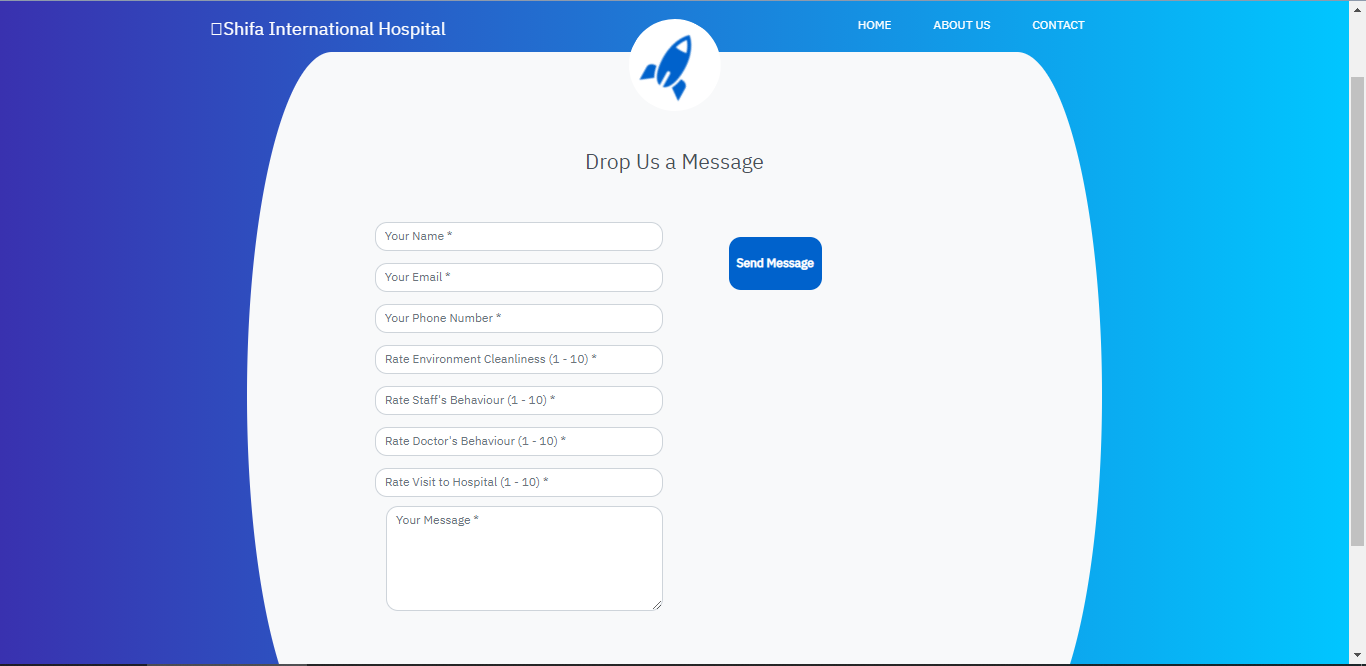 Shifa International Hospital
HOME ABOUT US CONTACT
Drop Us a Message
Your Name *
Send Message
Your Email *
Your Phone Number *
Rate Environment Cleanliness (1 - 10) *
Rate Staff's Behaviour (1 - 10) *
Rate Doctor's Behaviour (1 - 10) *
Rate Visit to Hospital (1 - 10) *
Your Message *